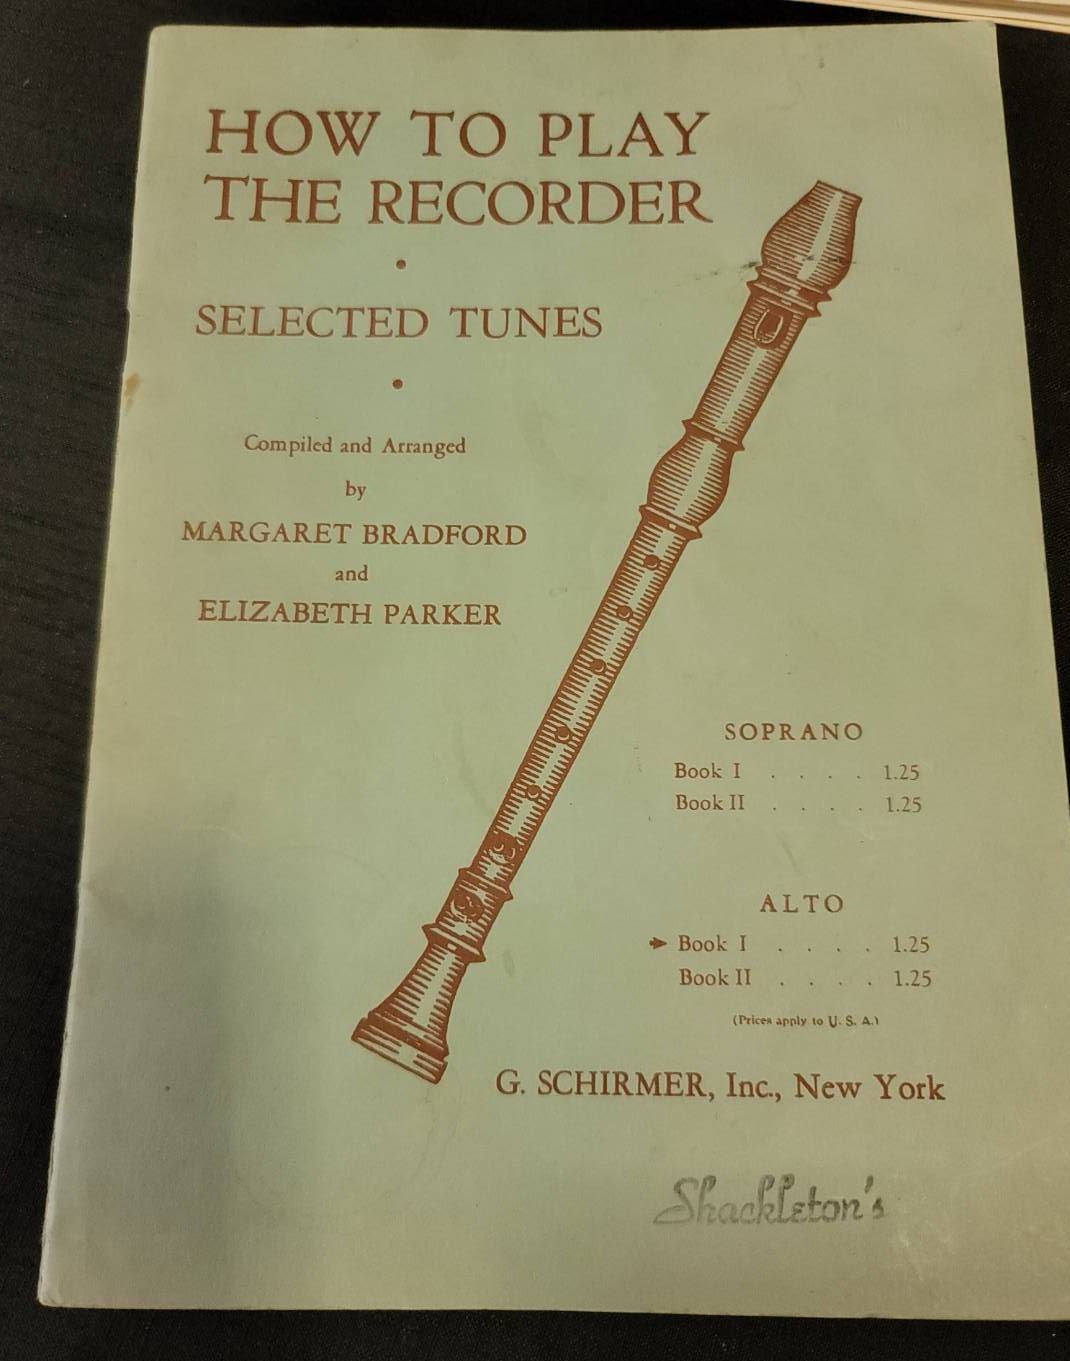 HOW TO PLAY
THE RECORDER
•
SELECTED TUNES
•
Compiled and Arranged
by
MARGARET BRADFORD
and
ELIZABETH PARKER
SOPRANO
Book I . . . . 1.25
Book II . . . . 1.25
ALTO
➤ Book I . . . . 1.25
Book II . . . . 1.25
(Prices apply to U. S. A.)
G. SCHIRMER, Inc., New York
Shackleton's